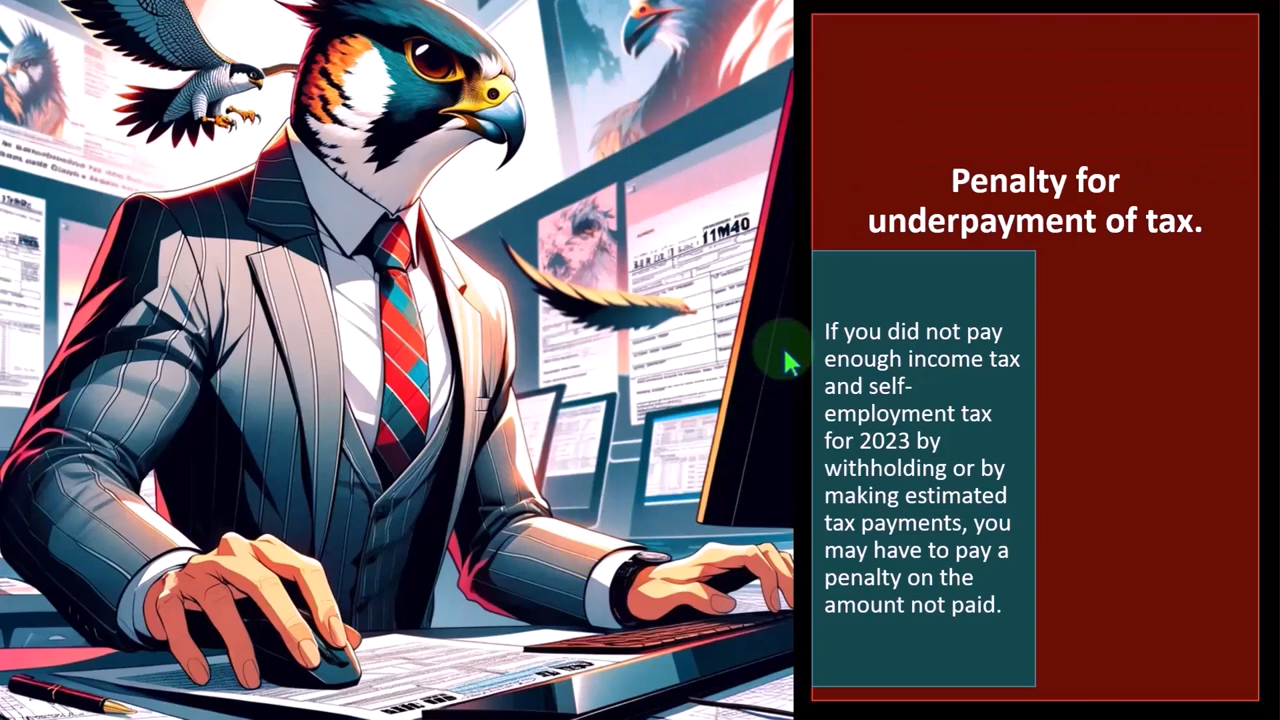 Penalty for
underpayment of tax.
If you did not pay
enough income tax
and self-
employment tax
for 2023 by
withholding or by
making estimated
tax payments, you
may have to pay a
penalty on the
amount not paid.
11M40